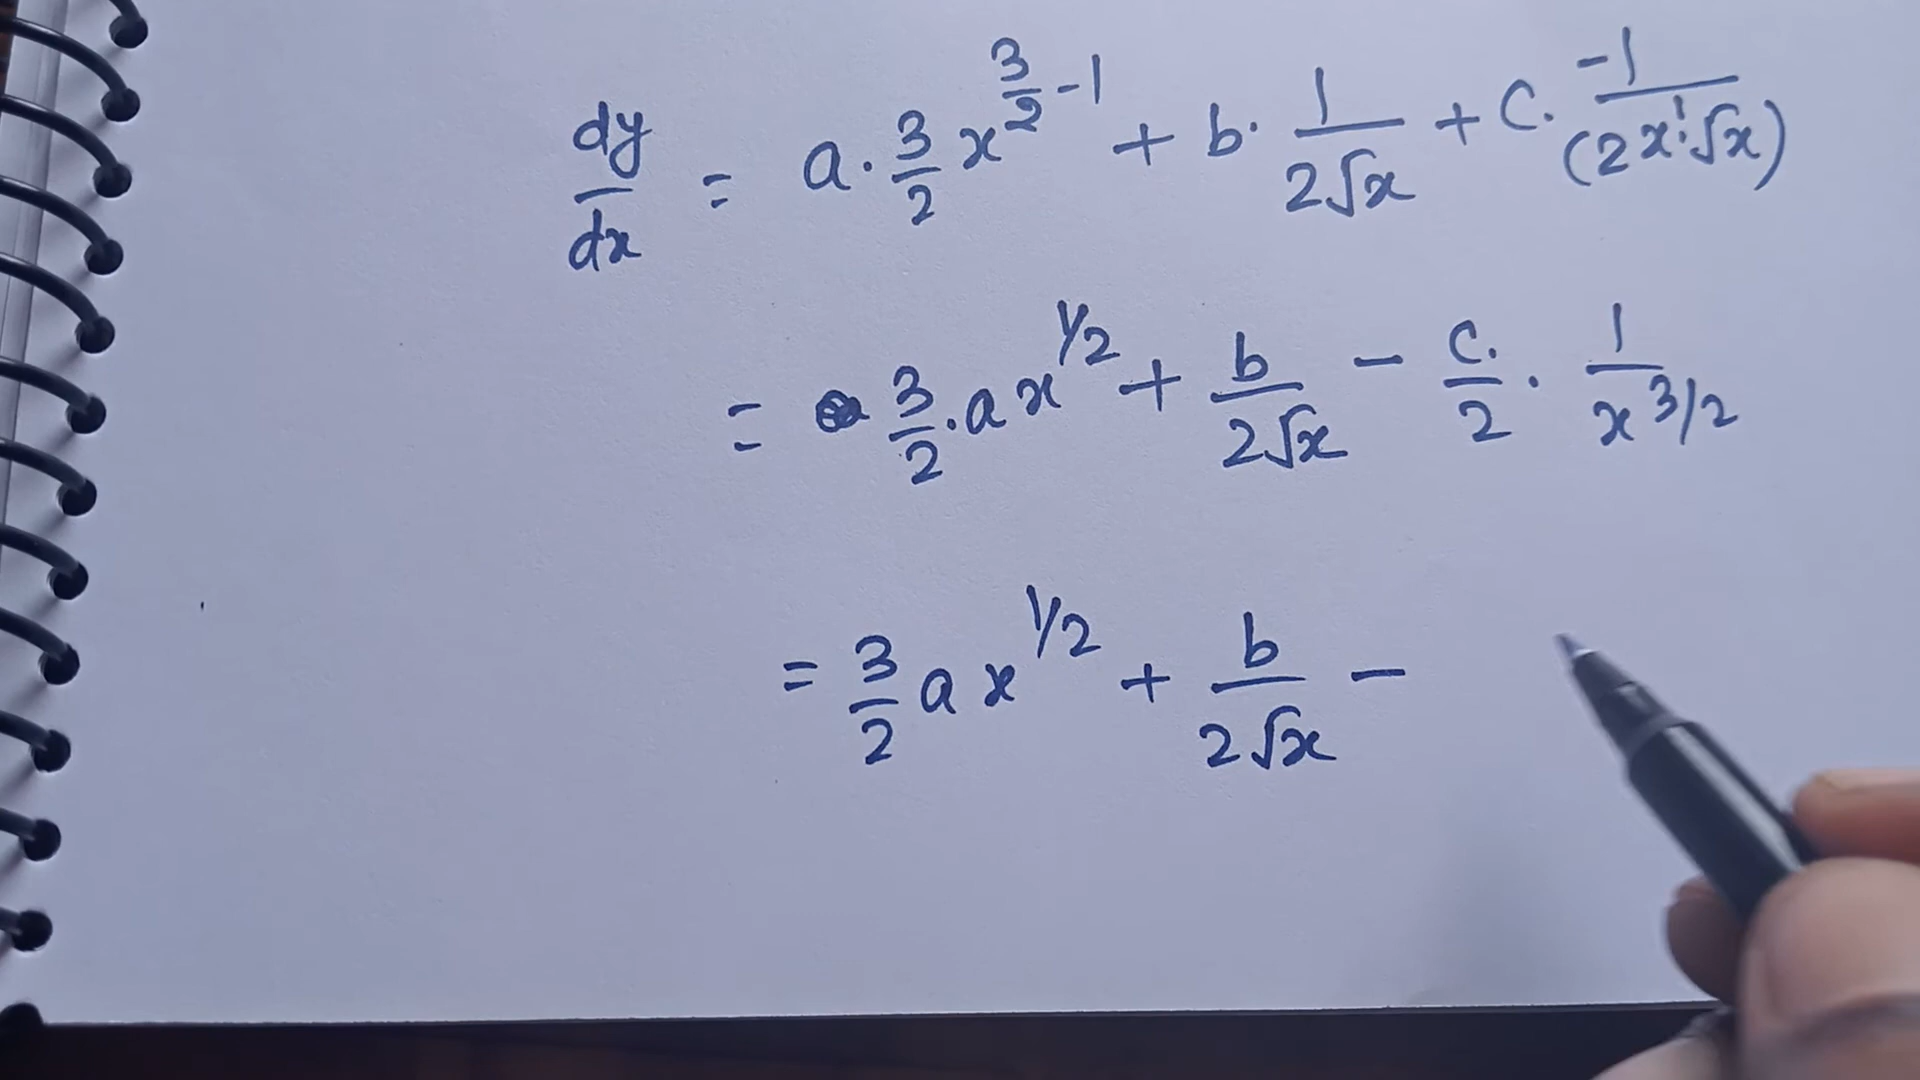 dy/dx = a · 3/2 x^(3/2 - 1) + b · 1/(2√x) + c · -1/(2x¹·√x)
= 3/2 · a x^(1/2) + b/(2√x) - c/2 · 1/x^(3/2)
= 3/2 a x^(1/2) + b/(2√x) -